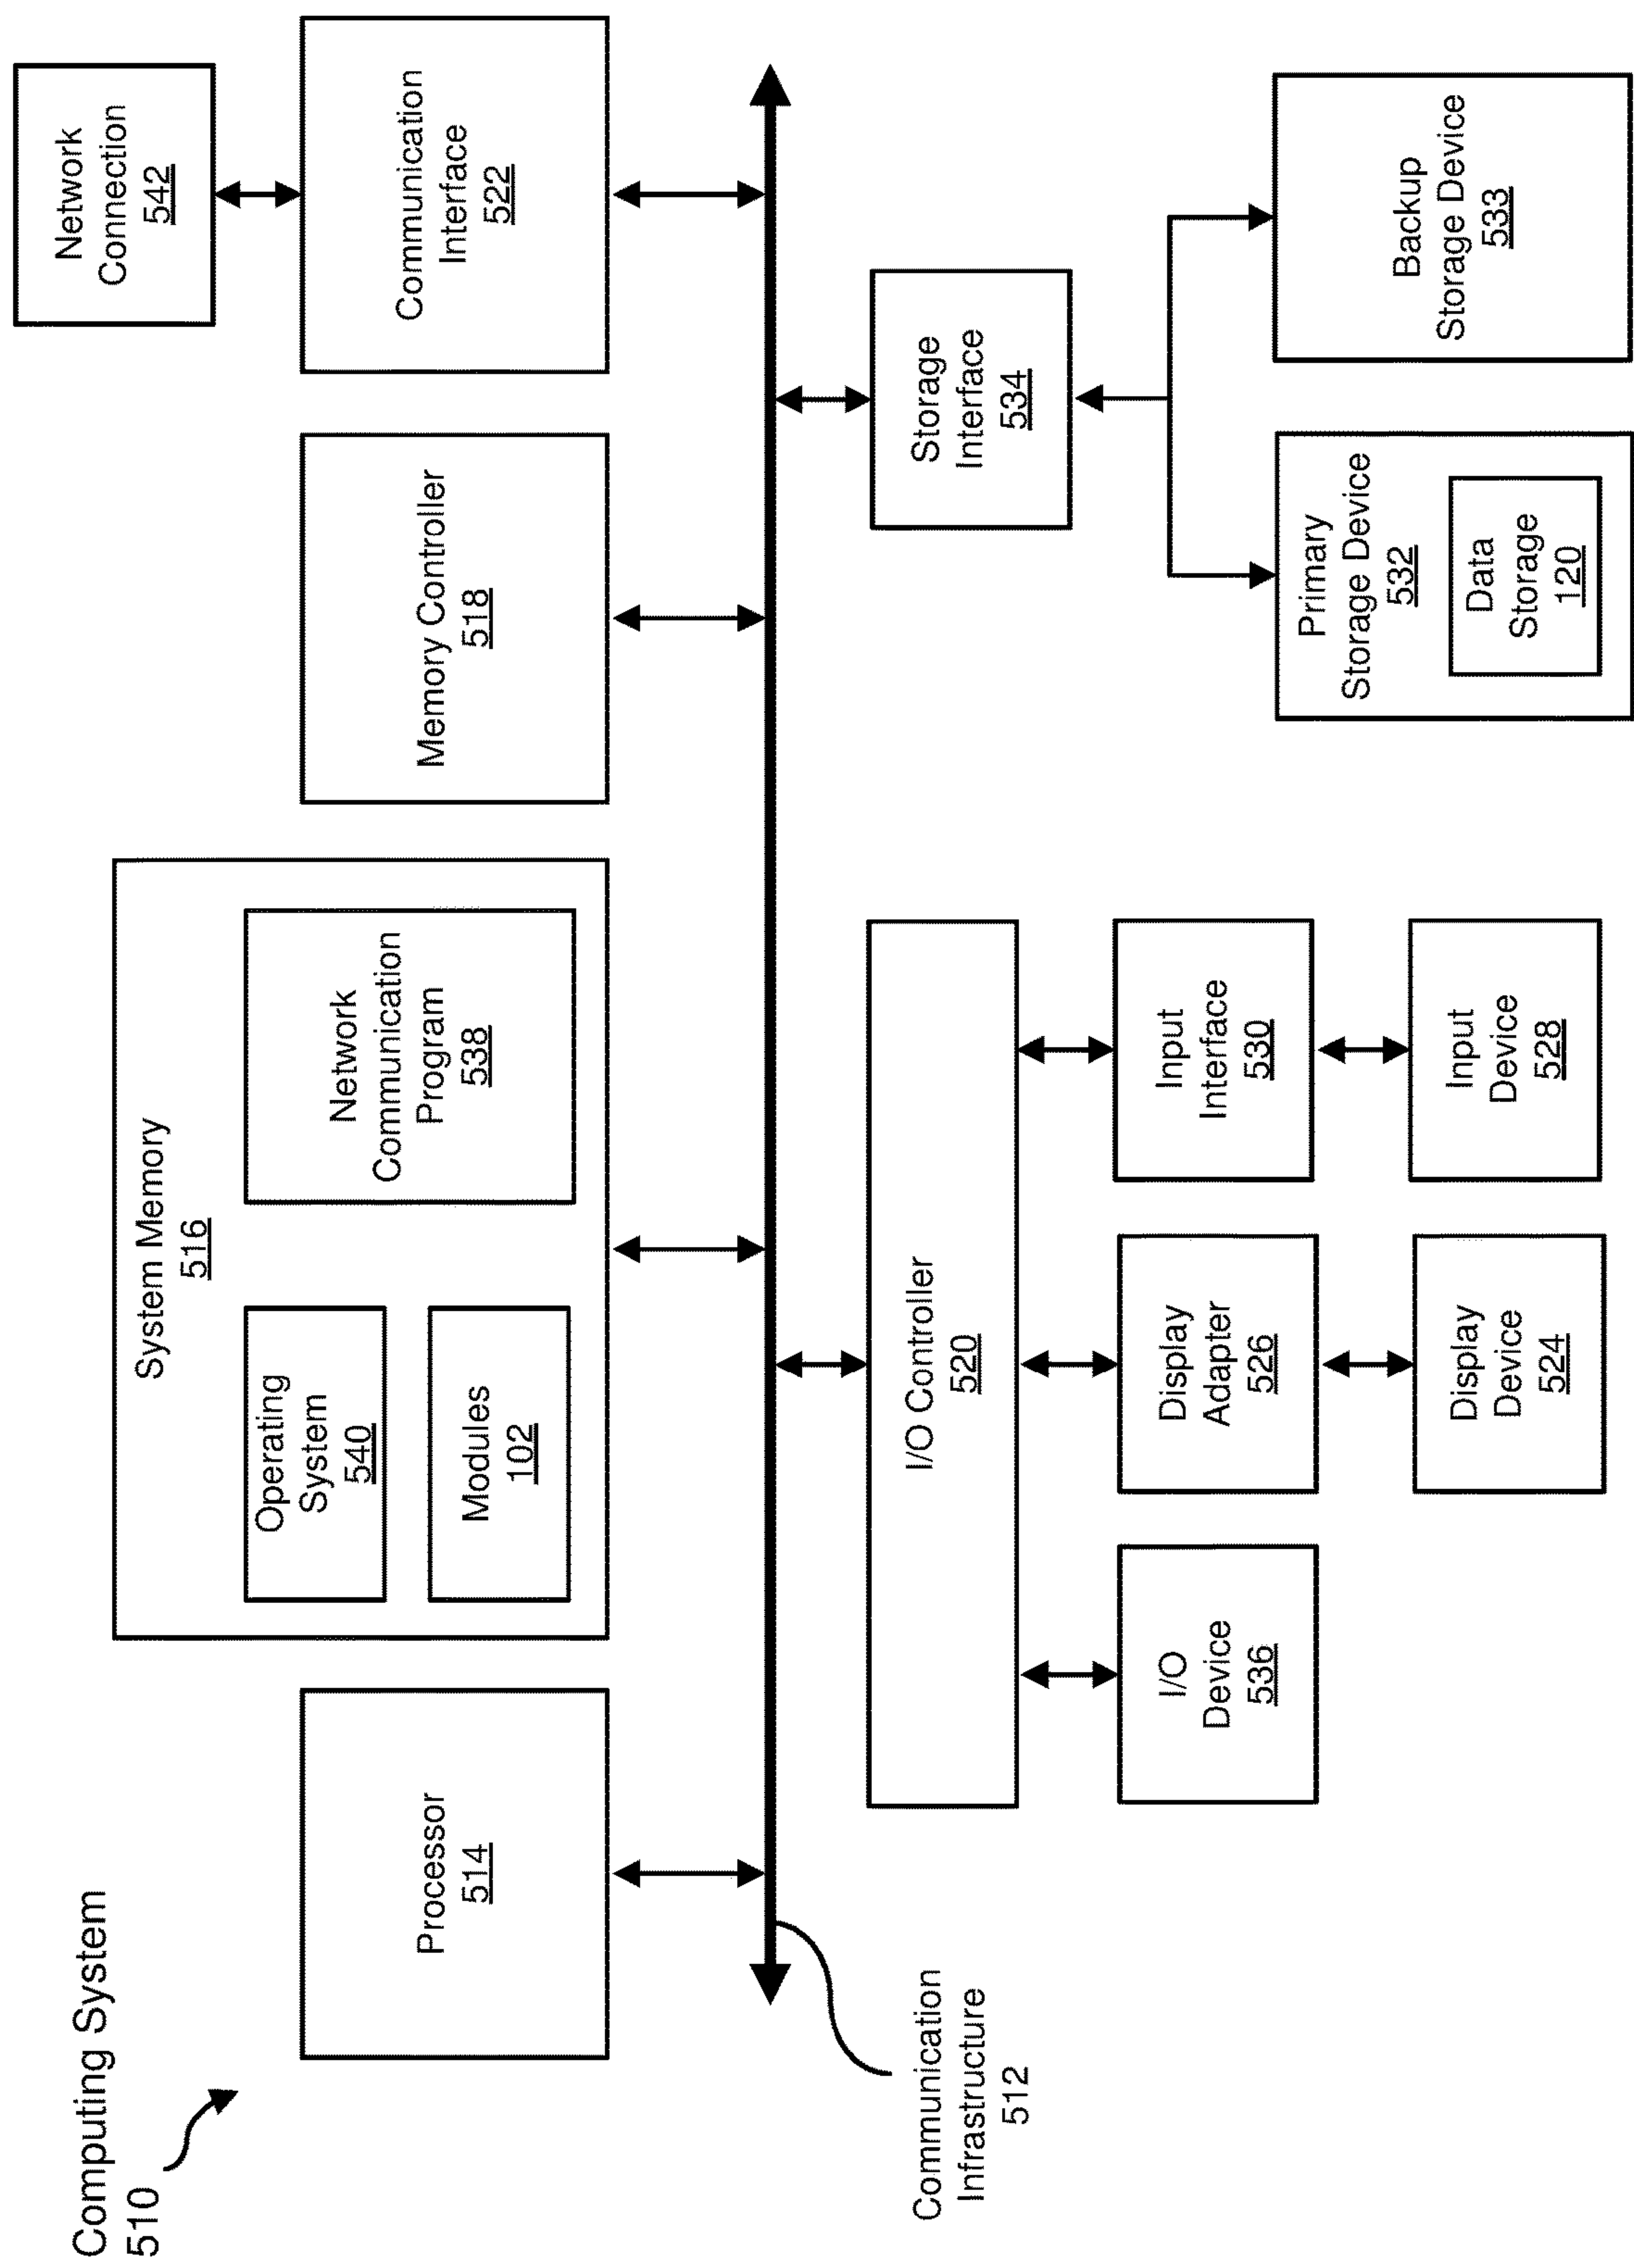 Computing System
510
Processor
514
System Memory
516
Operating
System
540
Modules
102
Network
Communication
Program
538
Memory Controller
518
Network
Connection
542
Communication
Interface
522
Communication
Infrastructure
512
I/O Controller
520
I/O
Device
536
Display
Adapter
526
Display
Device
524
Input
Interface
530
Input
Device
528
Storage
Interface
534
Primary
Storage Device
532
Data
Storage
120
Backup
Storage Device
533